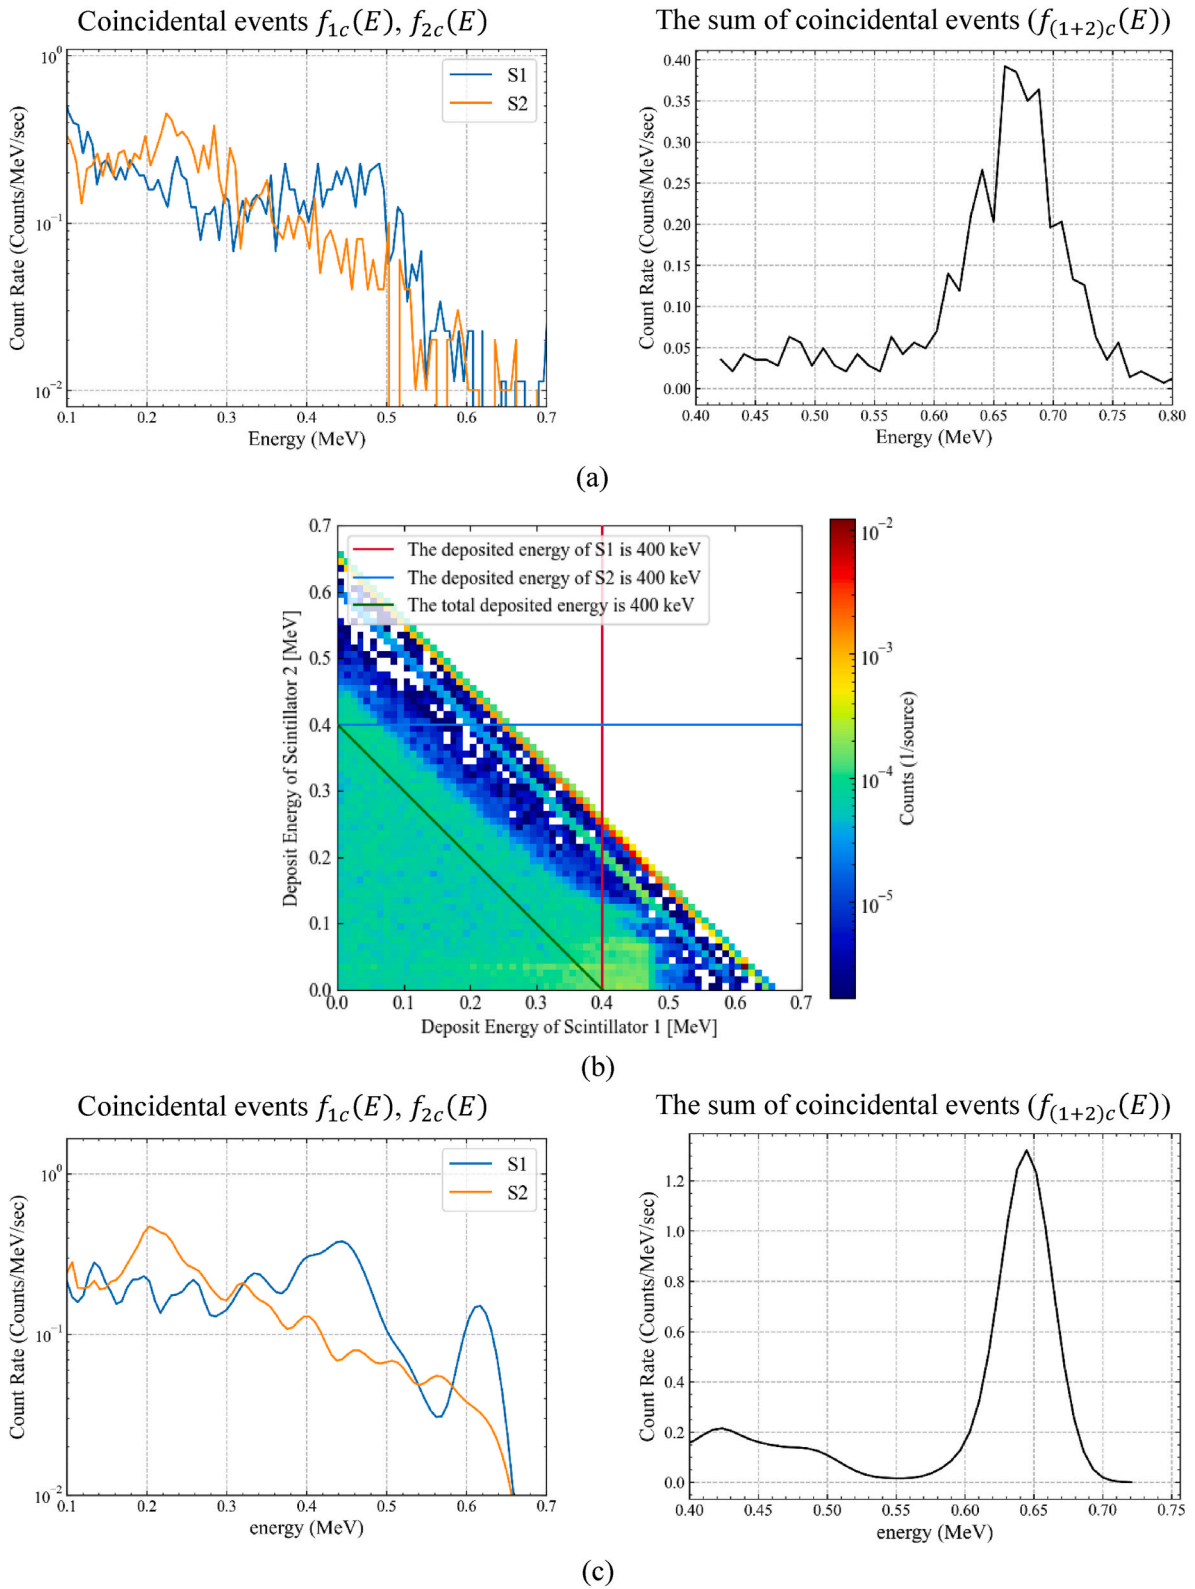 Coincidental events f₁c(E), f₂c(E)
The sum of coincidental events (f₍₁₊₂₎c(E))
10⁰
10⁻¹
10⁻²
Count Rate (Counts/MeV/sec)
S1
S2
0.1 0.2 0.3 0.4 0.5 0.6 0.7
Energy (MeV)
0.40
0.35
0.30
0.25
0.20
0.15
0.10
0.05
0.00
Count Rate (Counts/MeV/sec)
0.40 0.45 0.50 0.55 0.60 0.65 0.70 0.75 0.80
Energy (MeV)
(a)
0.7
0.6
0.5
0.4
0.3
0.2
0.1
0.0
Deposit Energy of Scintillator 2 [MeV]
The deposited energy of S1 is 400 keV
The deposited energy of S2 is 400 keV
The total deposited energy is 400 keV
0.0 0.1 0.2 0.3 0.4 0.5 0.6 0.7
Deposit Energy of Scintillator 1 [MeV]
10⁻²
10⁻³
10⁻⁴
10⁻⁵
Counts (1/source)
(b)
Coincidental events f₁c(E), f₂c(E)
The sum of coincidental events (f₍₁₊₂₎c(E))
10⁰
10⁻¹
10⁻²
Count Rate (Counts/MeV/sec)
S1
S2
0.1 0.2 0.3 0.4 0.5 0.6 0.7
energy (MeV)
1.2
1.0
0.8
0.6
0.4
0.2
0.0
Count Rate (Counts/MeV/sec)
0.40 0.45 0.50 0.55 0.60 0.65 0.70 0.75
energy (MeV)
(c)